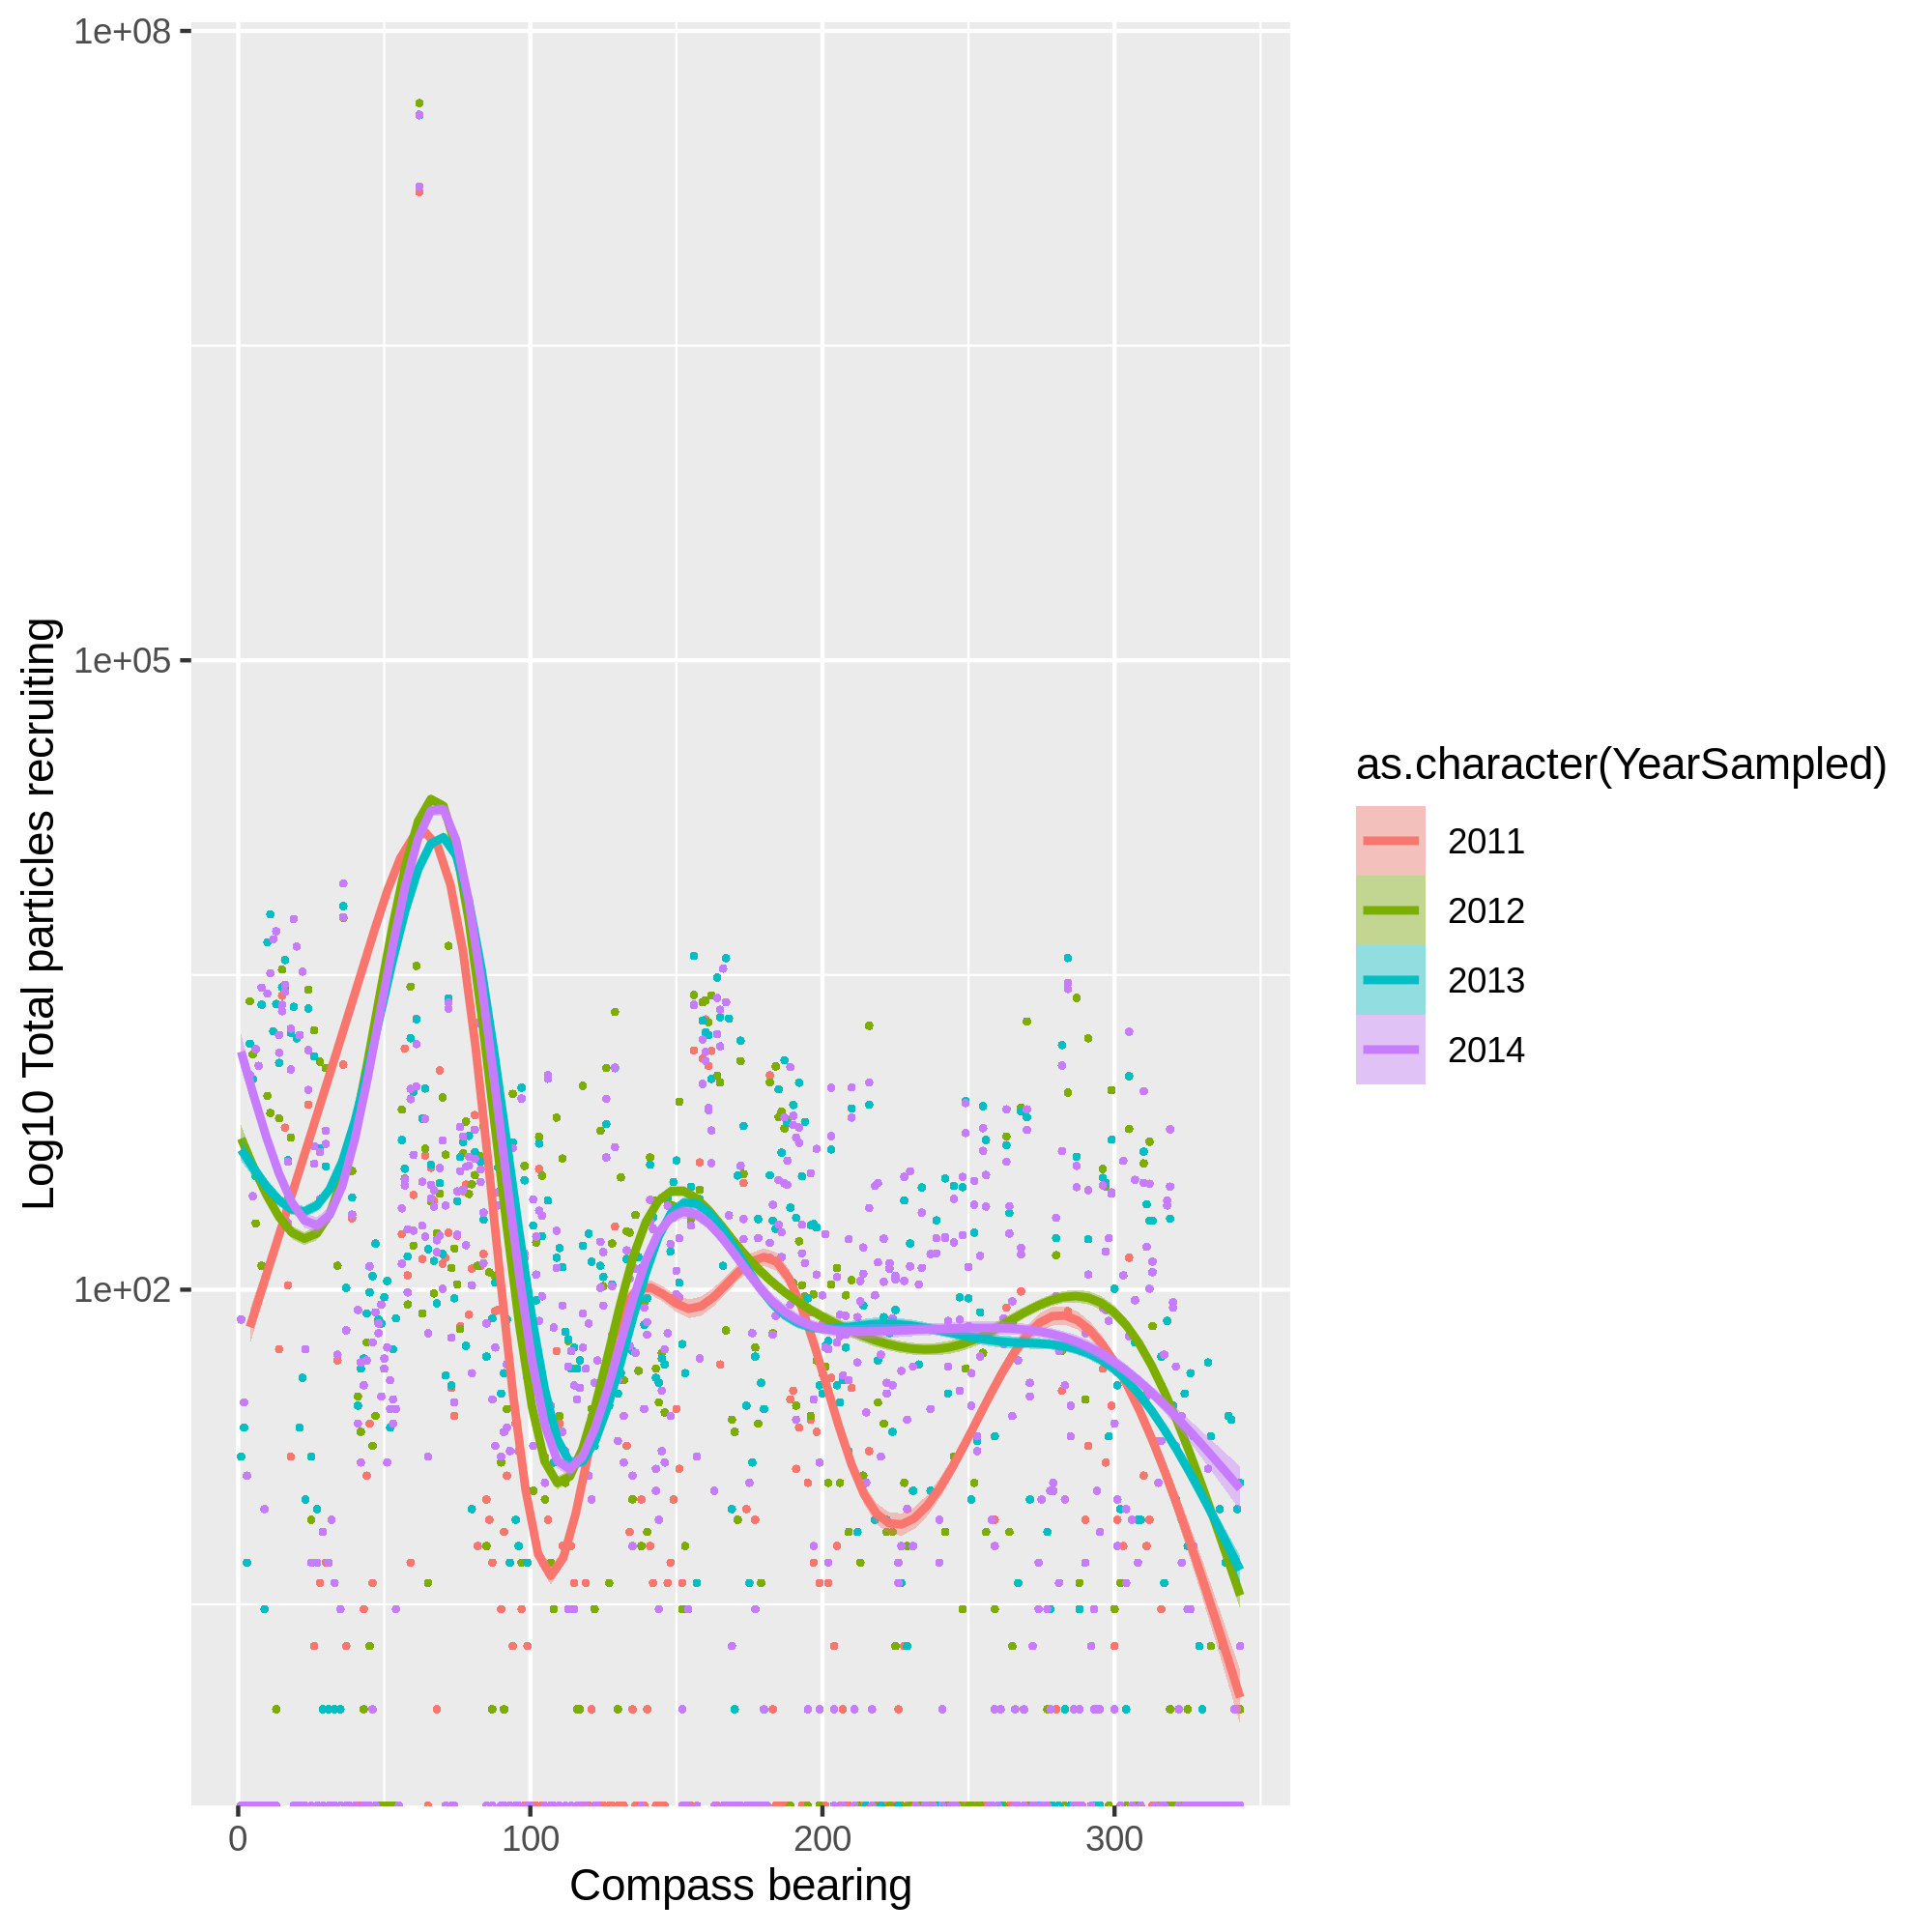 1e+08
1e+05
1e+02
Log10 Total particles recruiting
0 100 200 300
Compass bearing
as.character(YearSampled)
2011
2012
2013
2014